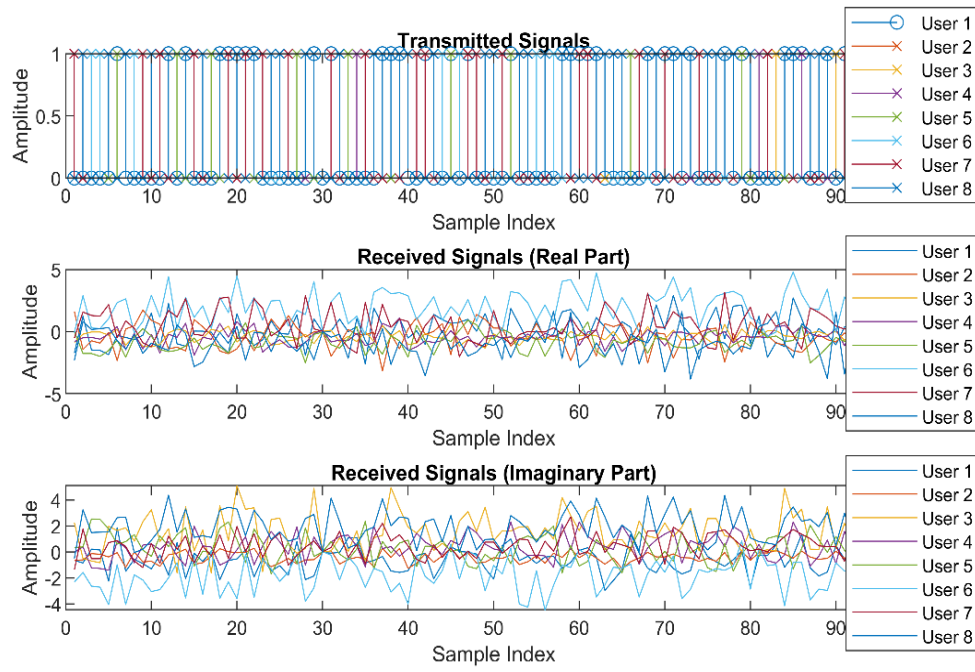 Transmitted Signals
1
0.5
0
Amplitude
0 10 20 30 40 50 60 70 80 90
Sample Index
User 1
User 2
User 3
User 4
User 5
User 6
User 7
User 8
Received Signals (Real Part)
5
0
-5
Amplitude
0 10 20 30 40 50 60 70 80 90
Sample Index
User 1
User 2
User 3
User 4
User 5
User 6
User 7
User 8
Received Signals (Imaginary Part)
4
2
0
-2
-4
Amplitude
0 10 20 30 40 50 60 70 80 90
Sample Index
User 1
User 2
User 3
User 4
User 5
User 6
User 7
User 8